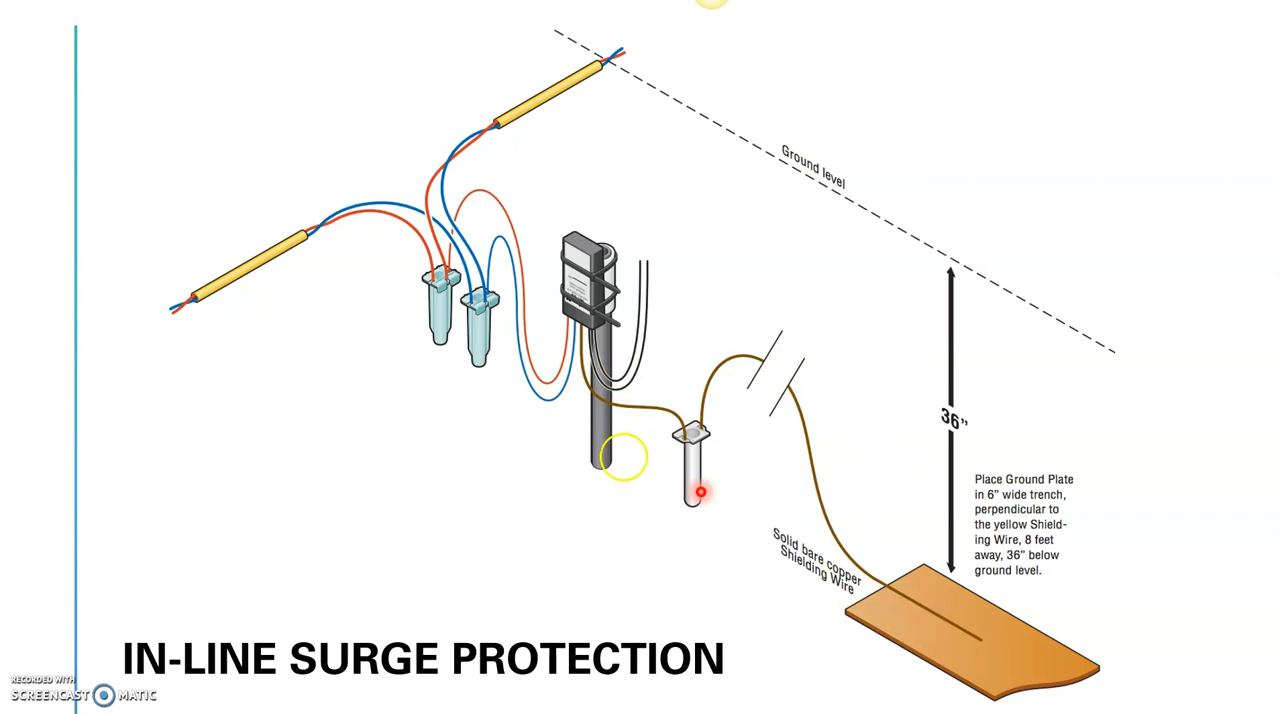 Ground level
36”
Place Ground Plate
in 6” wide trench,
perpendicular to
the yellow Shield-
ing Wire, 8 feet
away, 36” below
ground level.
Solid bare copper
Shielding Wire
IN-LINE SURGE PROTECTION
RECORDED WITH
SCREENCAST MATIC